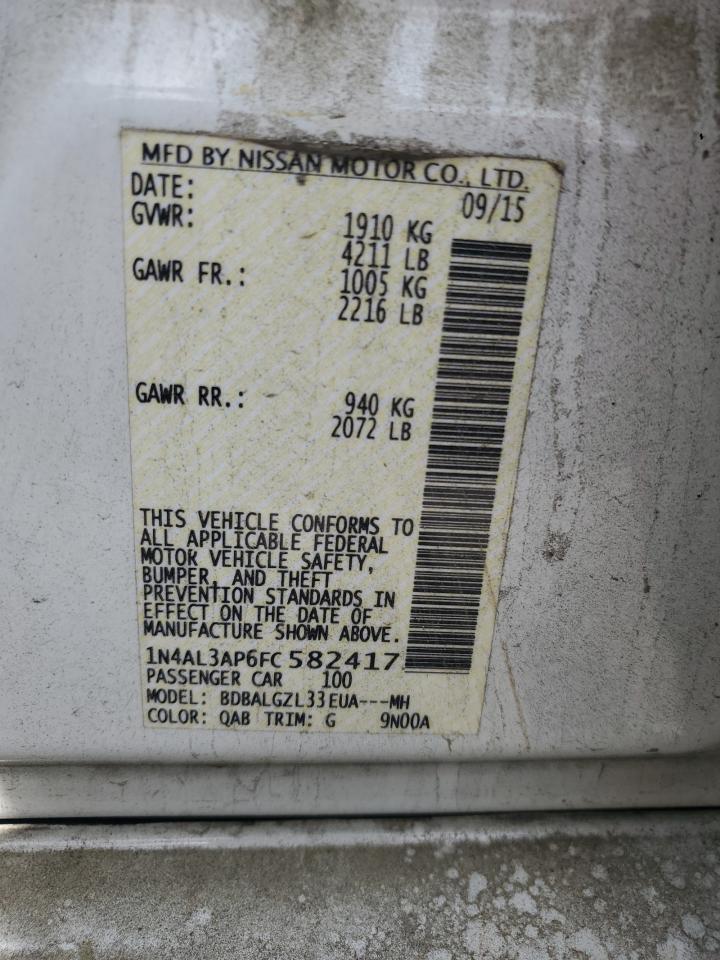 MFD BY NISSAN MOTOR CO., LTD.
DATE: 09/15
GVWR: 1910 KG
4211 LB
GAWR FR.: 1005 KG
2216 LB
GAWR RR.: 940 KG
2072 LB
THIS VEHICLE CONFORMS TO
ALL APPLICABLE FEDERAL
MOTOR VEHICLE SAFETY,
BUMPER, AND THEFT
PREVENTION STANDARDS IN
EFFECT ON THE DATE OF
MANUFACTURE SHOWN ABOVE.
1N4AL3AP6FC582417
PASSENGER CAR 100
MODEL: BDBALGZL33EUA---MH
COLOR: QAB TRIM: G 9N00A